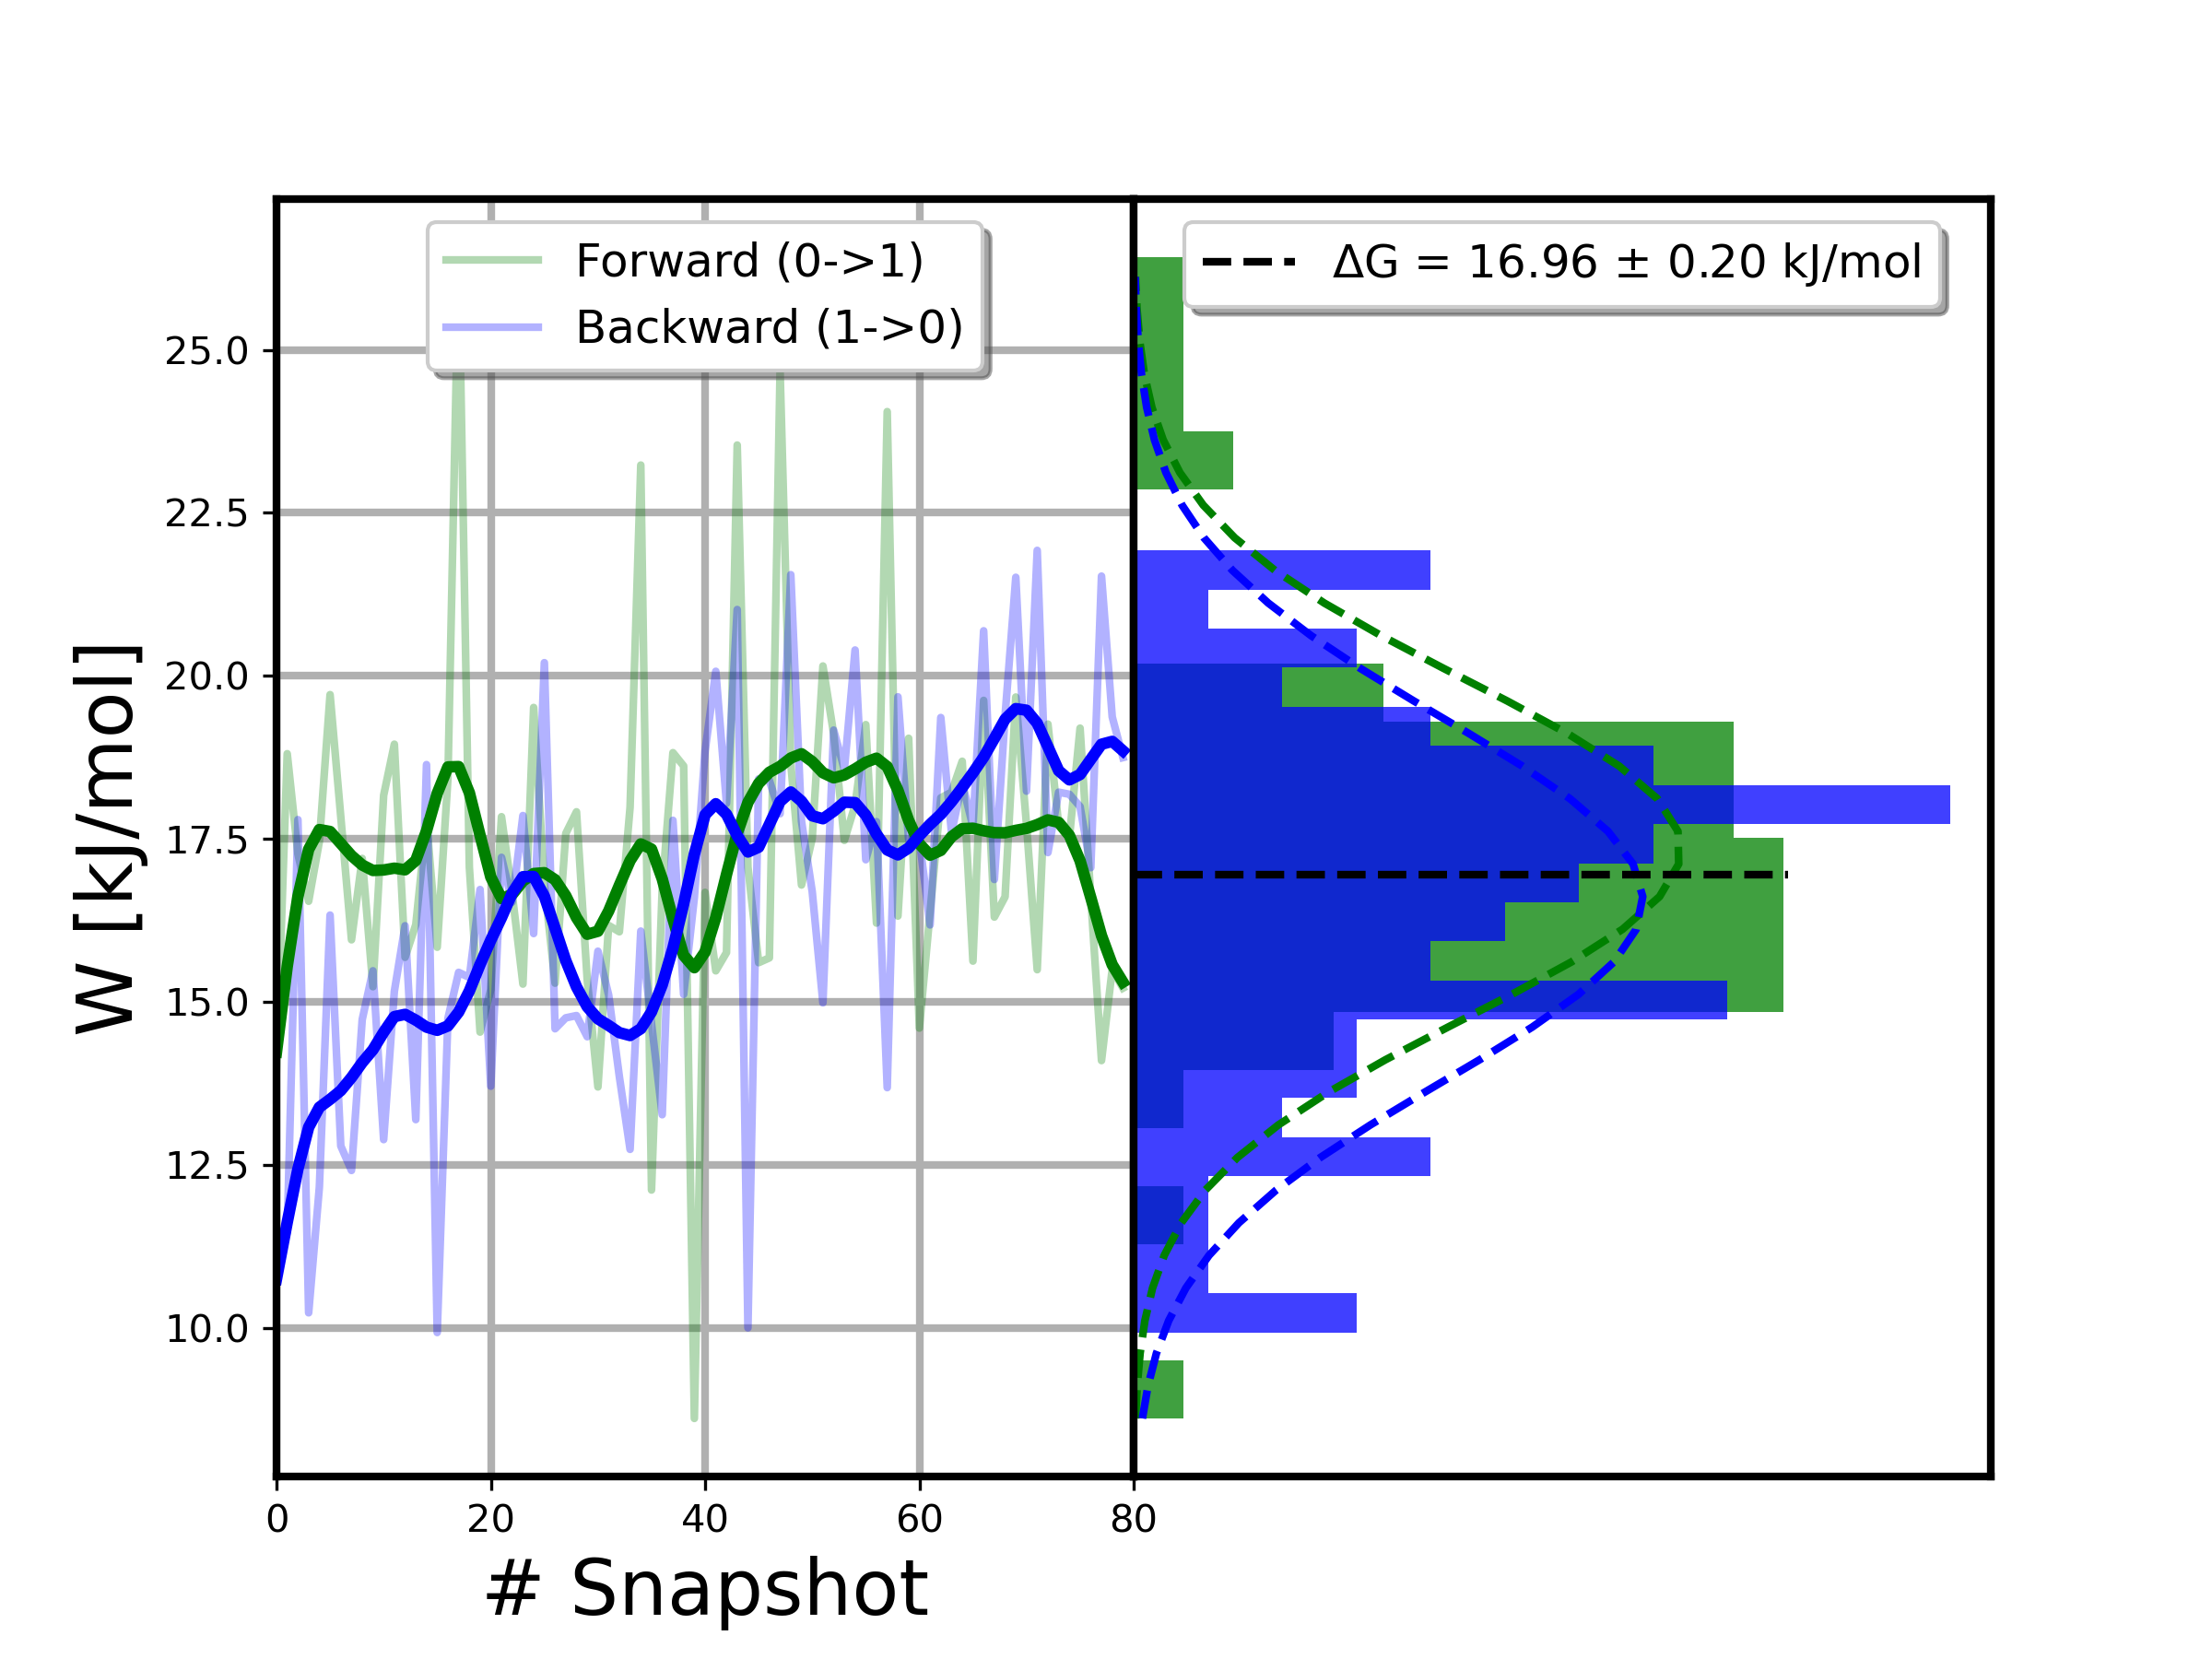 Forward (0->1)
Backward (1->0)
ΔG = 16.96 ± 0.20 kJ/mol
W [kJ/mol]
25.0
22.5
20.0
17.5
15.0
12.5
10.0
0 20 40 60 80
# Snapshot